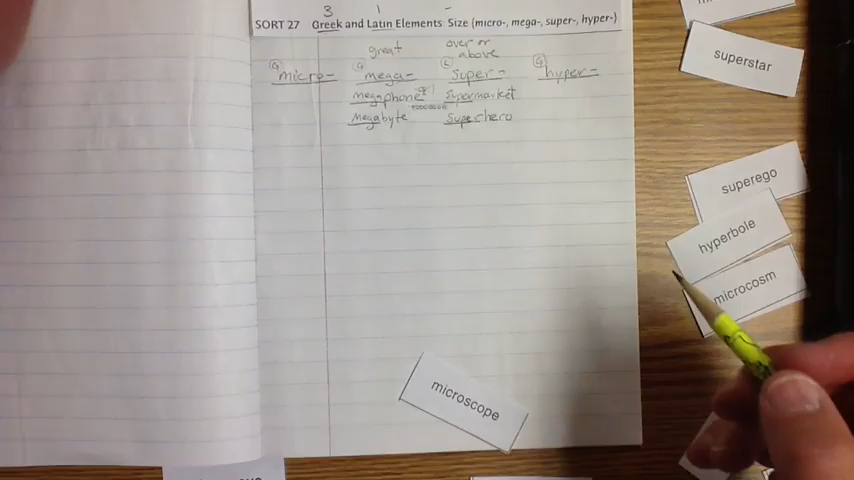 3 1 -
SORT 27 Greek and Latin Elements: Size (micro-, mega-, super-, hyper-)
great over or
above
G micro- G mega- L super- G hyper-
megaphone supermarket
megabyte superhero
superstar
superego
hyperbole
microcosm
microscope